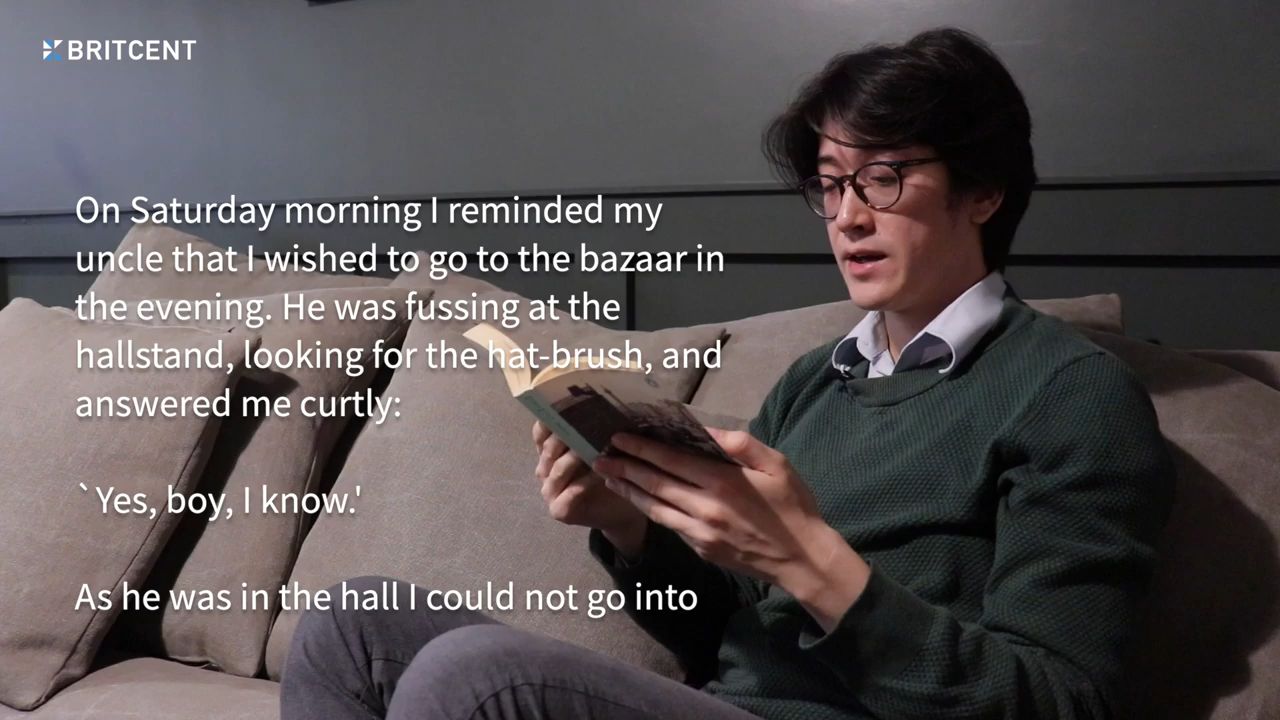 BRITCENT
On Saturday morning I reminded my
uncle that I wished to go to the bazaar in
the evening. He was fussing at the
hallstand, looking for the hat-brush, and
answered me curtly:
`Yes, boy, I know.'
As he was in the hall I could not go into